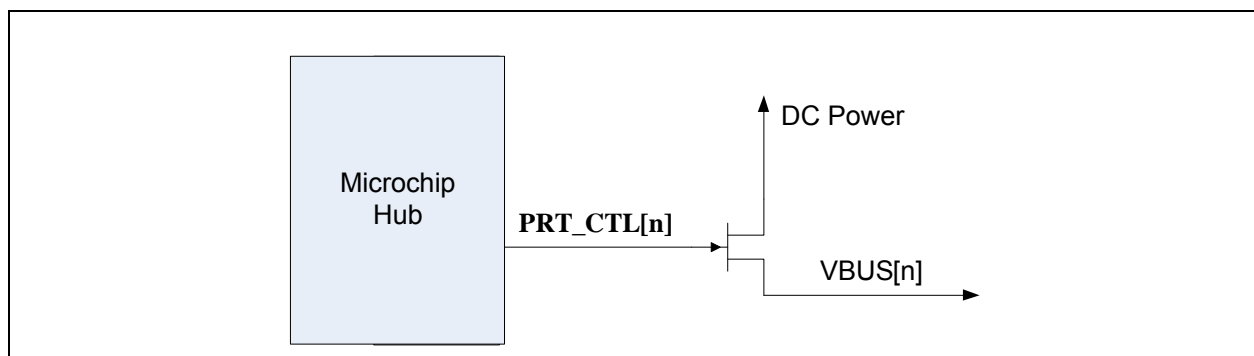 Microchip
Hub
PRT_CTL[n]
DC Power
VBUS[n]